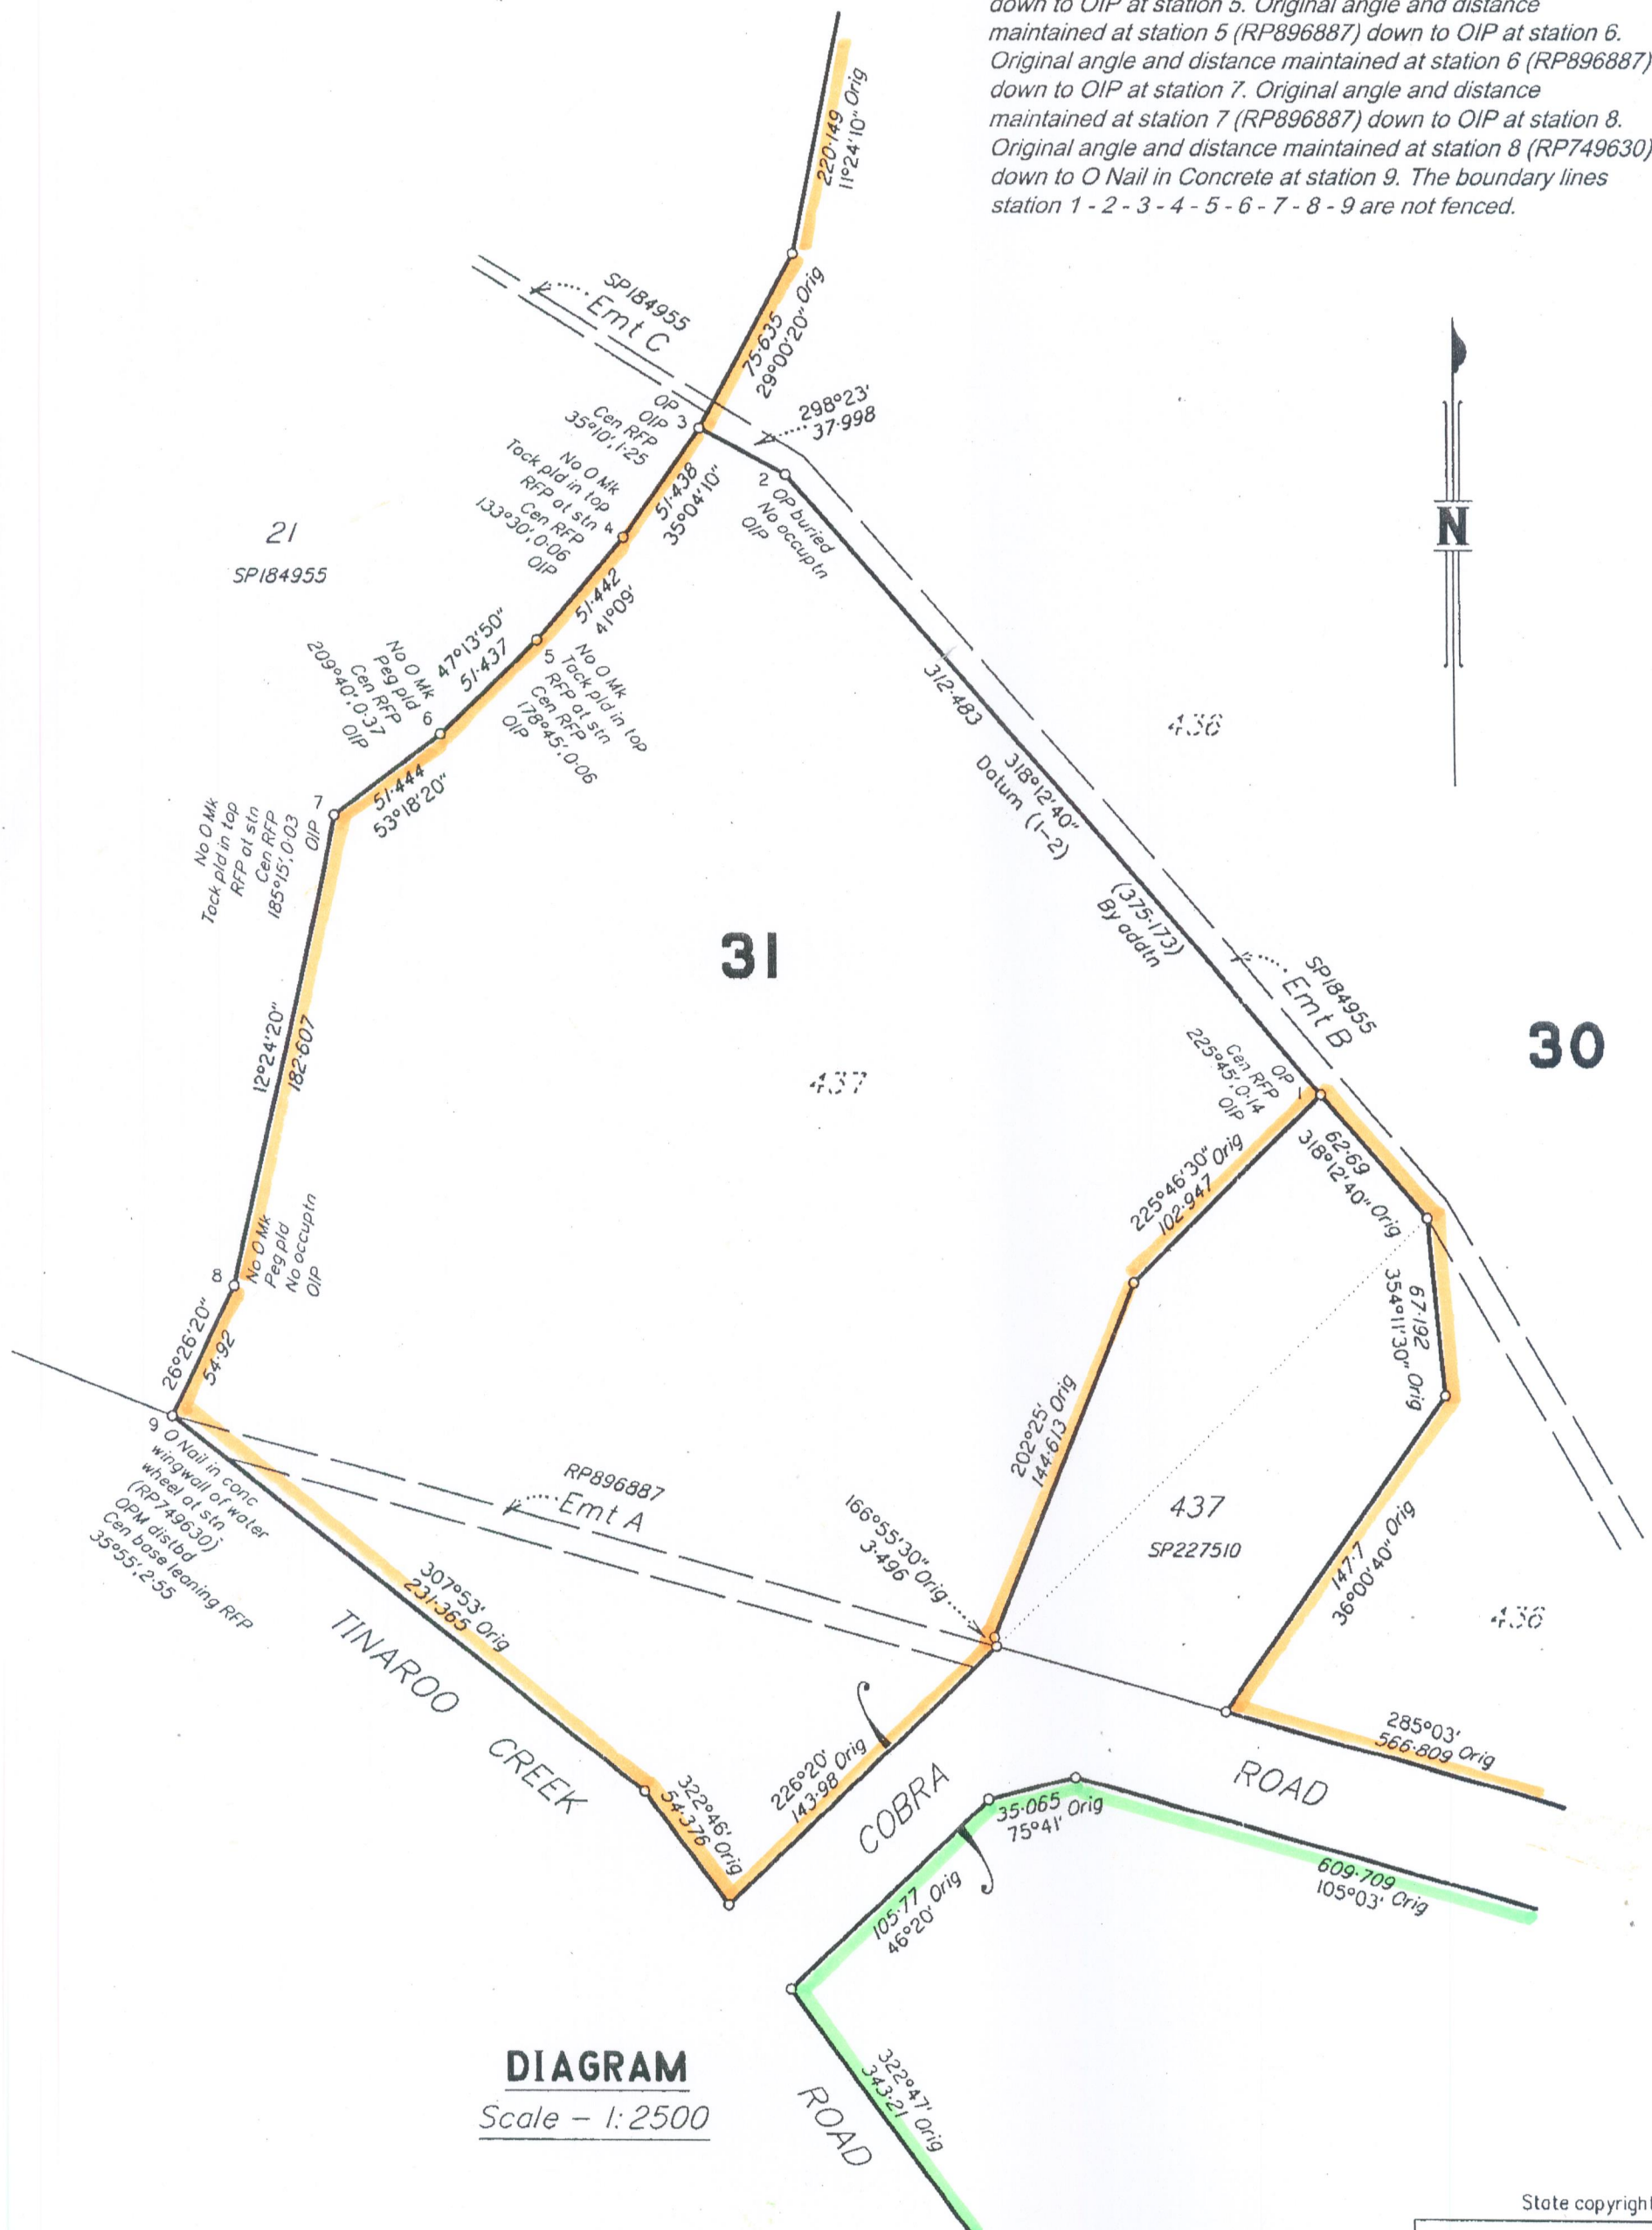 down to OIP at station 5. Original angle and distance
maintained at station 5 (RP896887) down to OIP at station 6.
Original angle and distance maintained at station 6 (RP896887)
down to OIP at station 7. Original angle and distance
maintained at station 7 (RP896887) down to OIP at station 8.
Original angle and distance maintained at station 8 (RP749630)
down to O Nail in Concrete at station 9. The boundary lines
station 1 - 2 - 3 - 4 - 5 - 6 - 7 - 8 - 9 are not fenced.
220·149
11°24'10" Orig
SP184955
Emt C
75·635
29°00'20" Orig
298°23'
37·998
3
OP
OIP
Cen RFP
35°10', 1·25
51·438
35°04'10"
2
OP buried
No occuptn
OIP
4
No O Mk
Tack pld in top
RFP at stn
Cen RFP
133°30', 0·06
OIP
N
21
SP184955
51·442
41°09'
5
No O Mk
Tack pld in top
RFP at stn
Cen RFP
178°45', 0·06
OIP
47°13'50"
51·437
6
No O Mk
Peg pld
Cen RFP
209°40', 0·37
OIP
51·444
53°18'20"
7
No O Mk
Tack pld in top
RFP at stn
Cen RFP
185°15', 0·03
OIP
312·483
318°12'40"
Datum (1-2)
(375·173)
By addtn
436
31
437
SP184955
Emt B
30
1
OP
Cen RFP
225°45', 0·14
OIP
12°24'20"
182·607
225°46'30" Orig
102·947
62·69
318°12'40" Orig
67·192
354°11'30" Orig
8
No O Mk
Peg pld
No occuptn
OIP
26°26'20"
54·92
9
O Nail in conc
wingwall of water
wheel at stn
(RP749630)
OPM distbd
Cen base leaning RFP
35°55', 2·55
RP896887
Emt A
202°25' Orig
144·613
166°55'30" Orig
3·496
437
SP227510
147·7
36°00'40" Orig
436
307°53'
231·365 Orig
TINAROO
CREEK
322°46' Orig
54·376
226°20'
143·98 Orig
COBRA
ROAD
285°03'
566·809 Orig
35·065 Orig
75°41'
609·709
105°03' Orig
105·77 Orig
46°20'
DIAGRAM
Scale – 1:2500
322°47' Orig
343·21
ROAD
State copyright